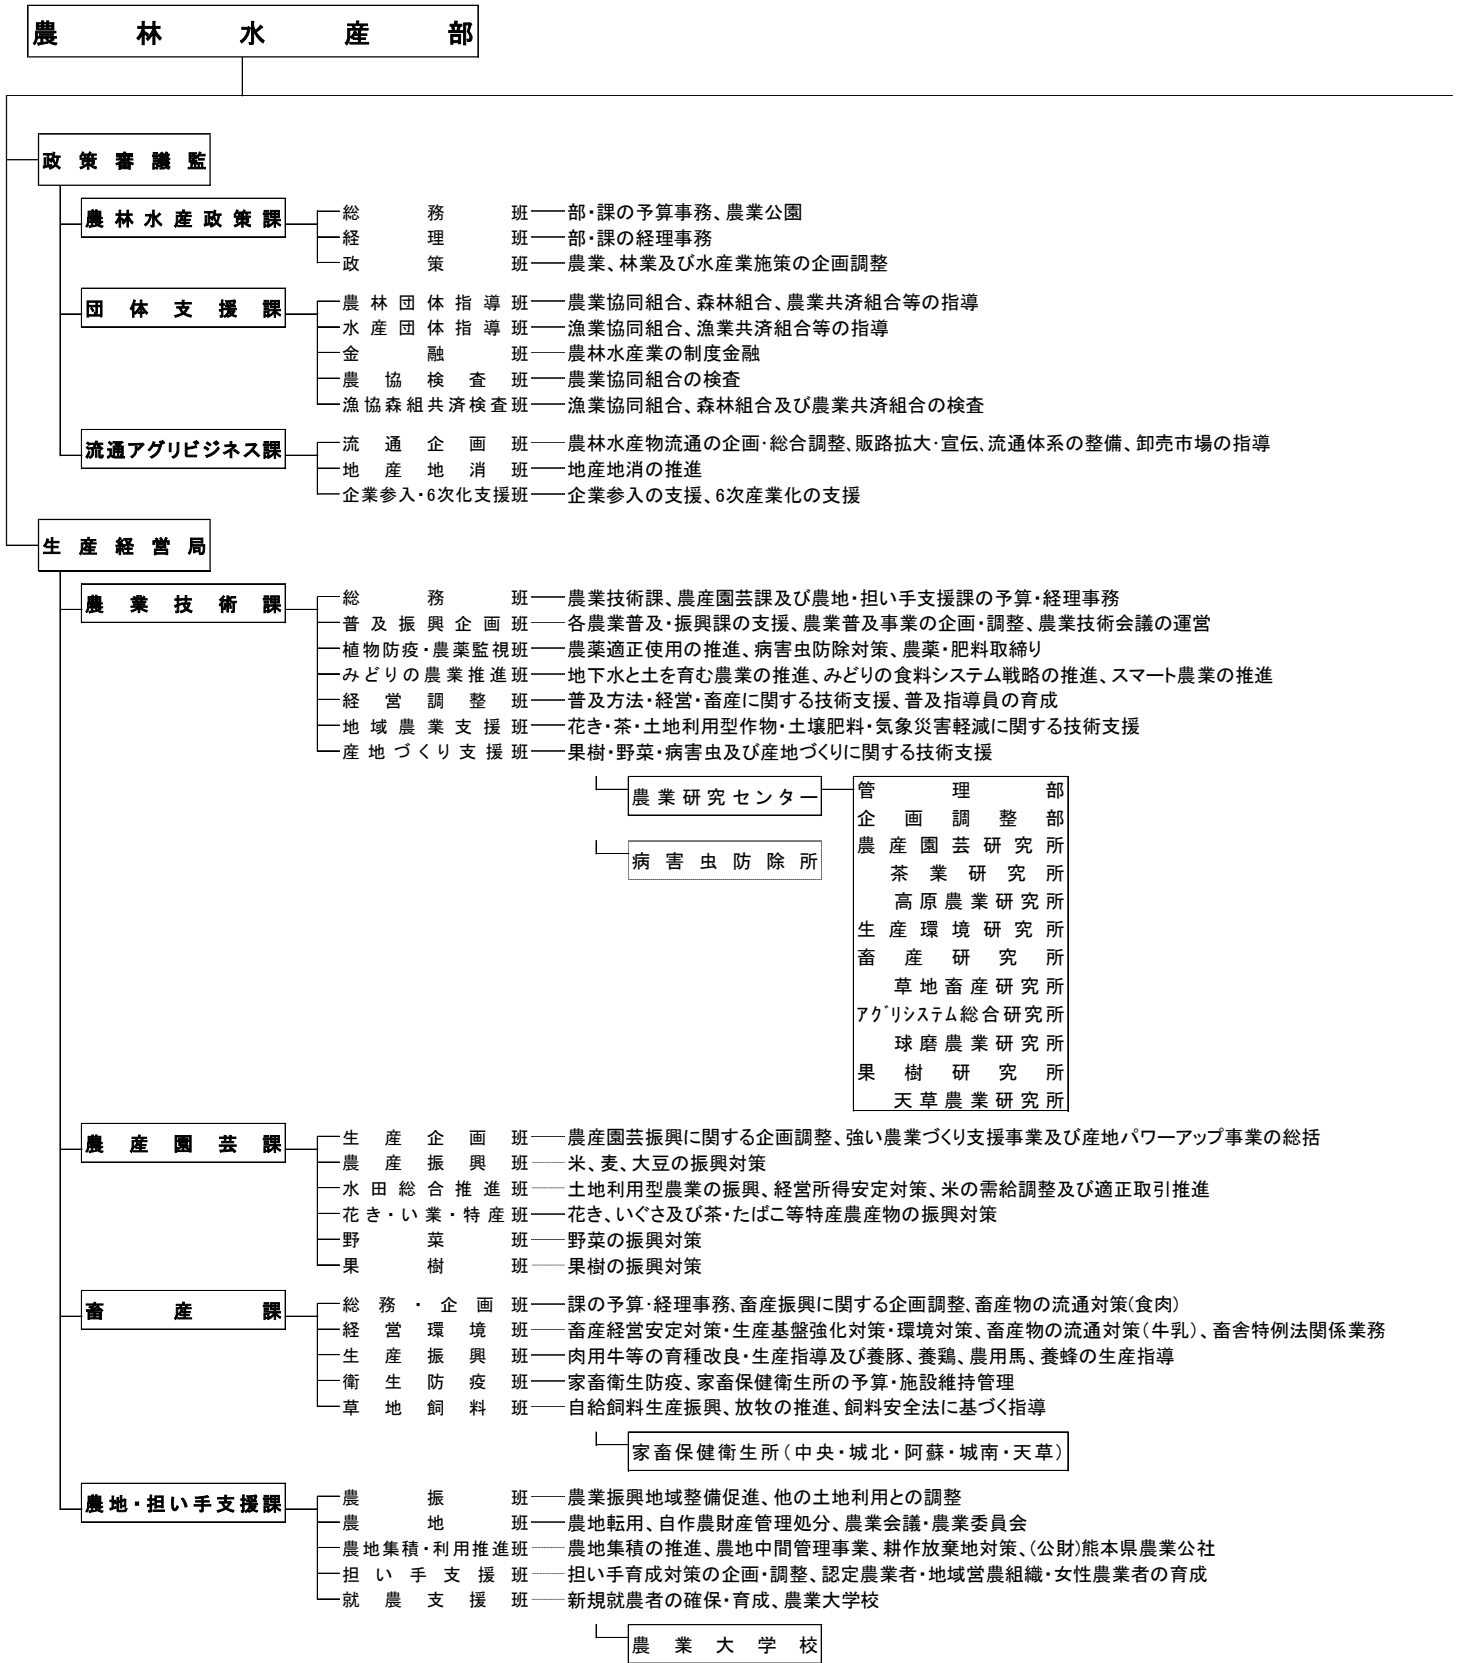 農林水産部
政策審議監
農林水産政策課
総務班 部・課の予算事務、農業公園
経理班 部・課の経理事務
政策班 農業、林業及び水産業施策の企画調整
団体支援課
農林団体指導班 農業協同組合、森林組合、農業共済組合等の指導
水産団体指導班 漁業協同組合、漁業共済組合等の指導
金融班 農林水産業の制度金融
農協検査班 農業協同組合の検査
漁協森組共済検査班 漁業協同組合、森林組合及び農業共済組合の検査
流通アグリビジネス課
流通企画班 農林水産物流通の企画・総合調整、販路拡大・宣伝、流通体系の整備、卸売市場の指導
地産地消班 地産地消の推進
企業参入・6次化支援班 企業参入の支援、6次産業化の支援
生産経営局
農業技術課
総務班 農業技術課、農産園芸課及び農地・担い手支援課の予算・経理事務
普及振興企画班 各農業普及・振興課の支援、農業普及事業の企画・調整、農業技術会議の運営
植物防疫・農薬監視班 農薬適正使用の推進、病害虫防除対策、農薬・肥料取締り
みどりの農業推進班 地下水と土を育む農業の推進、みどりの食料システム戦略の推進、スマート農業の推進
経営調整班 普及方法・経営・畜産に関する技術支援、普及指導員の育成
地域農業支援班 花き・茶・土地利用型作物・土壌肥料・気象災害軽減に関する技術支援
産地づくり支援班 果樹・野菜・病害虫及び産地づくりに関する技術支援
農業研究センター
管理部
企画調整部
農産園芸研究所
茶業研究所
高原農業研究所
生産環境研究所
畜産研究所
草地畜産研究所
アグリシステム総合研究所
球磨農業研究所
果樹研究所
天草農業研究所
病害虫防除所
農産園芸課
生産企画班 農産園芸振興に関する企画調整、強い農業づくり支援事業及び産地パワーアップ事業の総括
農産振興班 米、麦、大豆の振興対策
水田総合推進班 土地利用型農業の振興、経営所得安定対策、米の需給調整及び適正取引推進
花き・い業・特産班 花き、いぐさ及び茶・たばこ等特産農産物の振興対策
野菜班 野菜の振興対策
果樹班 果樹の振興対策
畜産課
総務・企画班 課の予算・経理事務、畜産振興に関する企画調整、畜産物の流通対策(食肉)
経営環境班 畜産経営安定対策・生産基盤強化対策・環境対策、畜産物の流通対策(牛乳)、畜舎特例法関係業務
生産振興班 肉用牛等の育種改良・生産指導及び養豚、養鶏、農用馬、養蜂の生産指導
衛生防疫班 家畜衛生防疫、家畜保健衛生所の予算・施設維持管理
草地飼料班 自給飼料生産振興、放牧の推進、飼料安全法に基づく指導
家畜保健衛生所(中央・城北・阿蘇・城南・天草)
農地・担い手支援課
農振班 農業振興地域整備促進、他の土地利用との調整
農地班 農地転用、自作農財産管理処分、農業会議・農業委員会
農地集積・利用推進班 農地集積の推進、農地中間管理事業、耕作放棄地対策、(公財)熊本県農業公社
担い手支援班 担い手育成対策の企画・調整、認定農業者・地域営農組織・女性農業者の育成
就農支援班 新規就農者の確保・育成、農業大学校
農業大学校